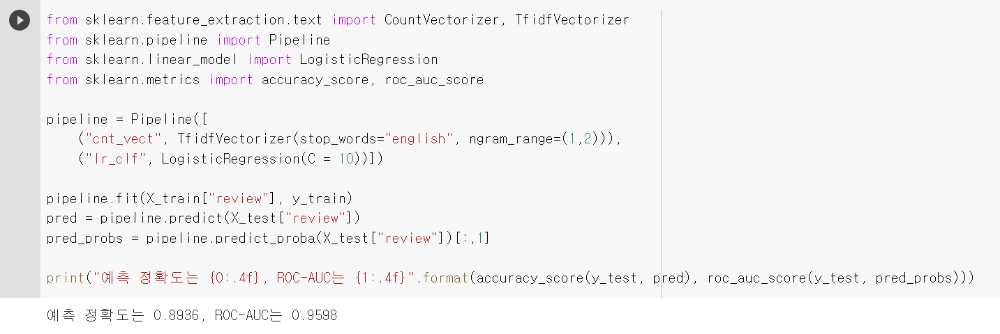 from sklearn.feature_extraction.text import CountVectorizer, TfidfVectorizer
from sklearn.pipeline import Pipeline
from sklearn.linear_model import LogisticRegression
from sklearn.metrics import accuracy_score, roc_auc_score

pipeline = Pipeline([
    ("cnt_vect", TfidfVectorizer(stop_words="english", ngram_range=(1,2))),
    ("lr_clf", LogisticRegression(C = 10))])

pipeline.fit(X_train["review"], y_train)
pred = pipeline.predict(X_test["review"])
pred_probs = pipeline.predict_proba(X_test["review"])[:,1]

print("예측 정확도는 {0:.4f}, ROC-AUC는 {1:.4f}".format(accuracy_score(y_test, pred), roc_auc_score(y_test, pred_probs)))
예측 정확도는 0.8936, ROC-AUC는 0.9598